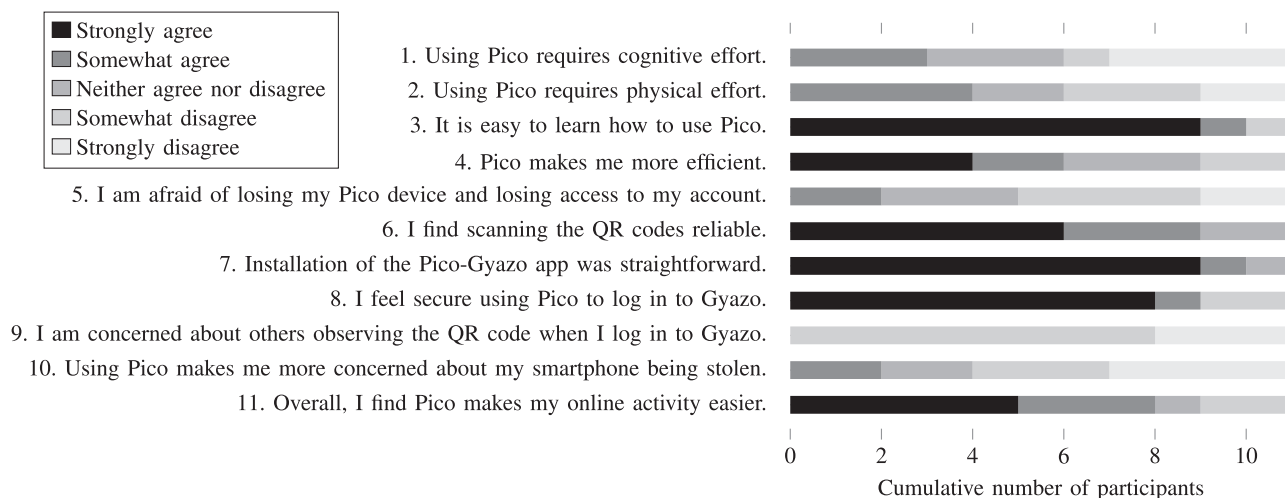 Strongly agree
Somewhat agree
Neither agree nor disagree
Somewhat disagree
Strongly disagree
1. Using Pico requires cognitive effort.
2. Using Pico requires physical effort.
3. It is easy to learn how to use Pico.
4. Pico makes me more efficient.
5. I am afraid of losing my Pico device and losing access to my account.
6. I find scanning the QR codes reliable.
7. Installation of the Pico-Gyazo app was straightforward.
8. I feel secure using Pico to log in to Gyazo.
9. I am concerned about others observing the QR code when I log in to Gyazo.
10. Using Pico makes me more concerned about my smartphone being stolen.
11. Overall, I find Pico makes my online activity easier.
0 2 4 6 8 10
Cumulative number of participants